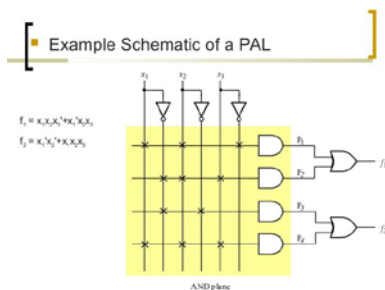 Example Schematic of a PAL
x₁ x₂ x₃
f₁ = x₁x₂x₃'+x₁'x₂x₃
f₂ = x₁'x₂'+x₁x₂x₃
P₁
f₁
P₂
P₃
f₂
P₄
AND plane